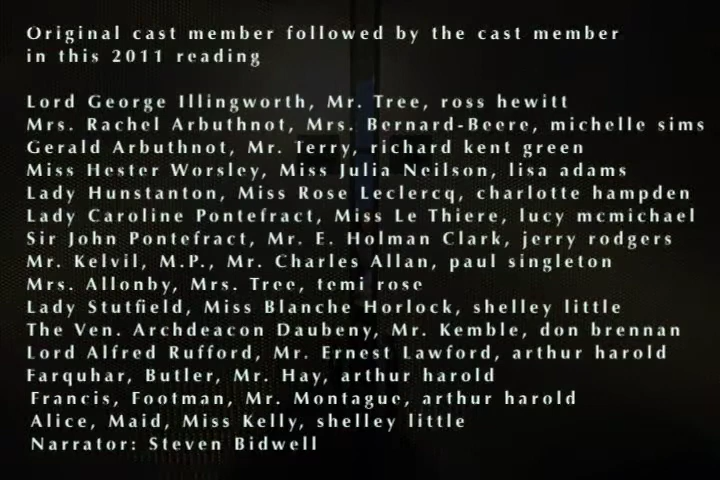 Original cast member followed by the cast member
in this 2011 reading
Lord George Illingworth, Mr. Tree, ross hewitt
Mrs. Rachel Arbuthnot, Mrs. Bernard-Beere, michelle sims
Gerald Arbuthnot, Mr. Terry, richard kent green
Miss Hester Worsley, Miss Julia Neilson, lisa adams
Lady Hunstanton, Miss Rose Leclercq, charlotte hampden
Lady Caroline Pontefract, Miss Le Thiere, lucy mcmichael
Sir John Pontefract, Mr. E. Holman Clark, jerry rodgers
Mr. Kelvil, M.P., Mr. Charles Allan, paul singleton
Mrs. Allonby, Mrs. Tree, temi rose
Lady Stutfield, Miss Blanche Horlock, shelley little
The Ven. Archdeacon Daubeny, Mr. Kemble, don brennan
Lord Alfred Rufford, Mr. Ernest Lawford, arthur harold
Farquhar, Butler, Mr. Hay, arthur harold
Francis, Footman, Mr. Montague, arthur harold
Alice, Maid, Miss Kelly, shelley little
Narrator: Steven Bidwell